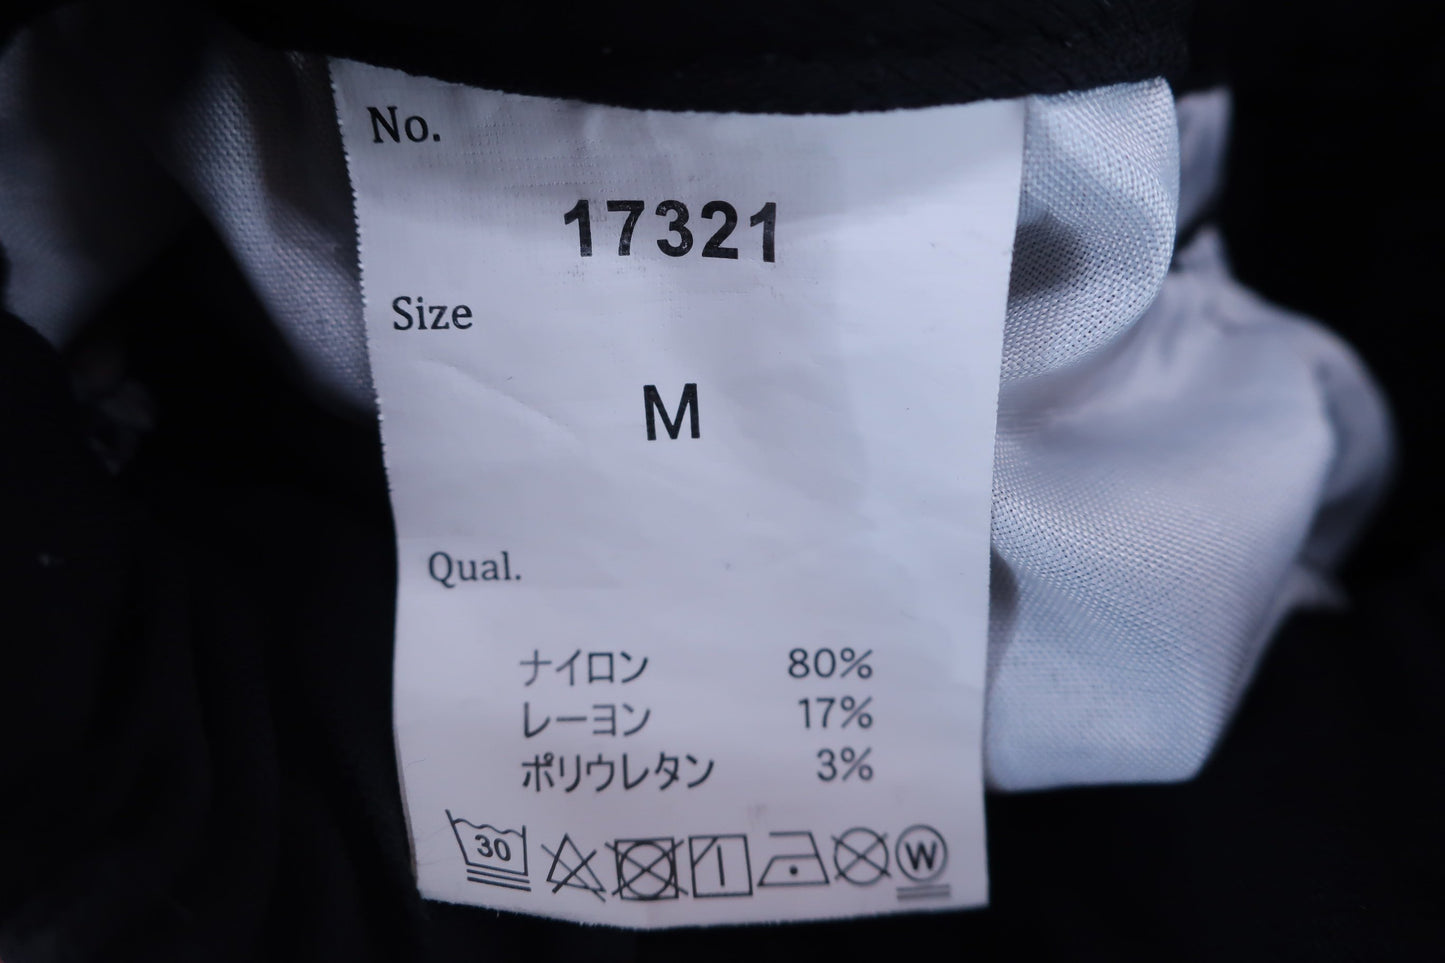 No.
17321
Size
M
Qual.
ナイロン 80%
レーヨン 17%
ポリウレタン 3%
30 W